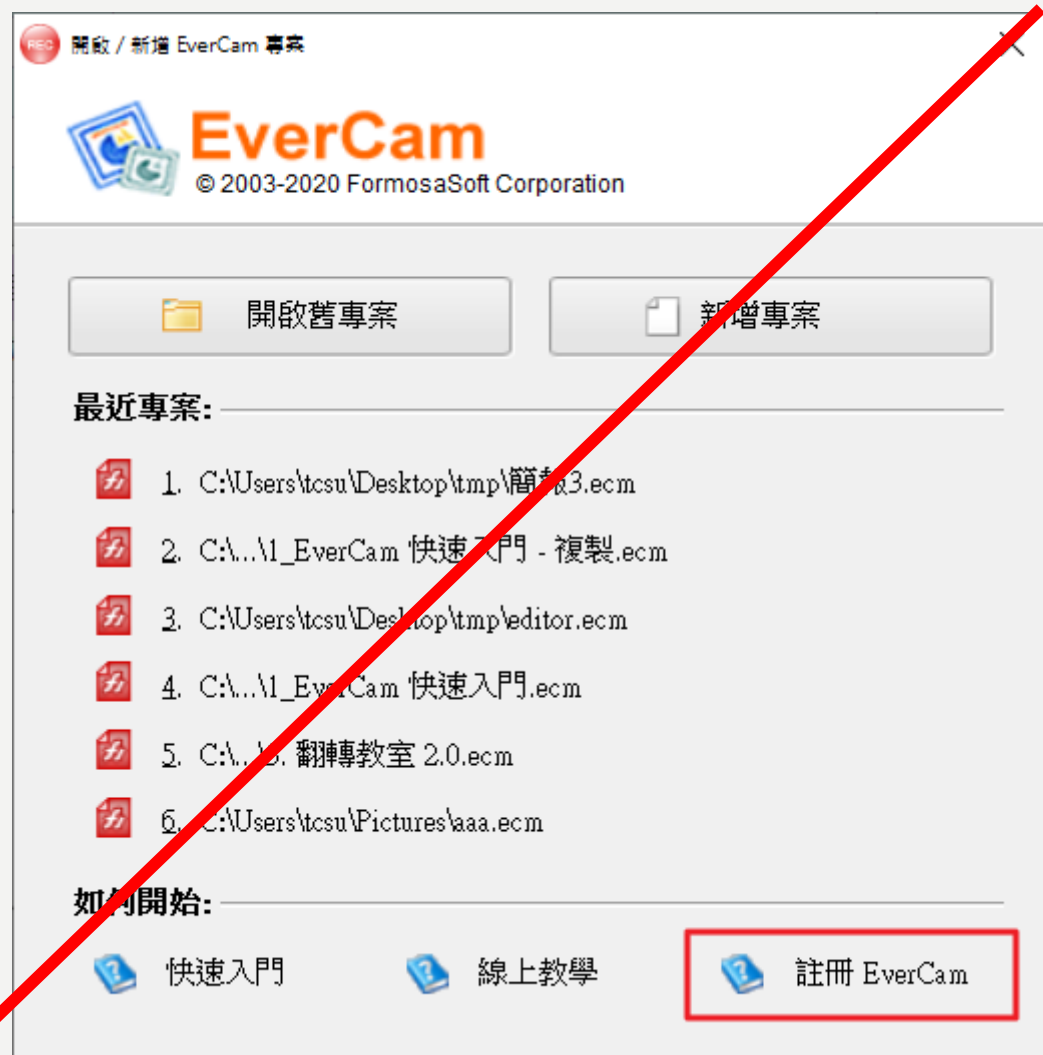 REC 開啟 / 新增 EverCam 專案
EverCam
© 2003-2020 FormosaSoft Corporation
開啟舊專案 新增專案
最近專案:
1. C:\Users\tcsu\Desktop\tmp\簡報3.ecm
2. C:\...\1_EverCam 快速入門 - 複製.ecm
3. C:\Users\tcsu\Desktop\tmp\editor.ecm
4. C:\...\1_EverCam 快速入門.ecm
5. C:\...\5. 翻轉教室 2.0.ecm
6. C:\Users\tcsu\Pictures\aaa.ecm
如何開始:
快速入門 線上教學 註冊 EverCam